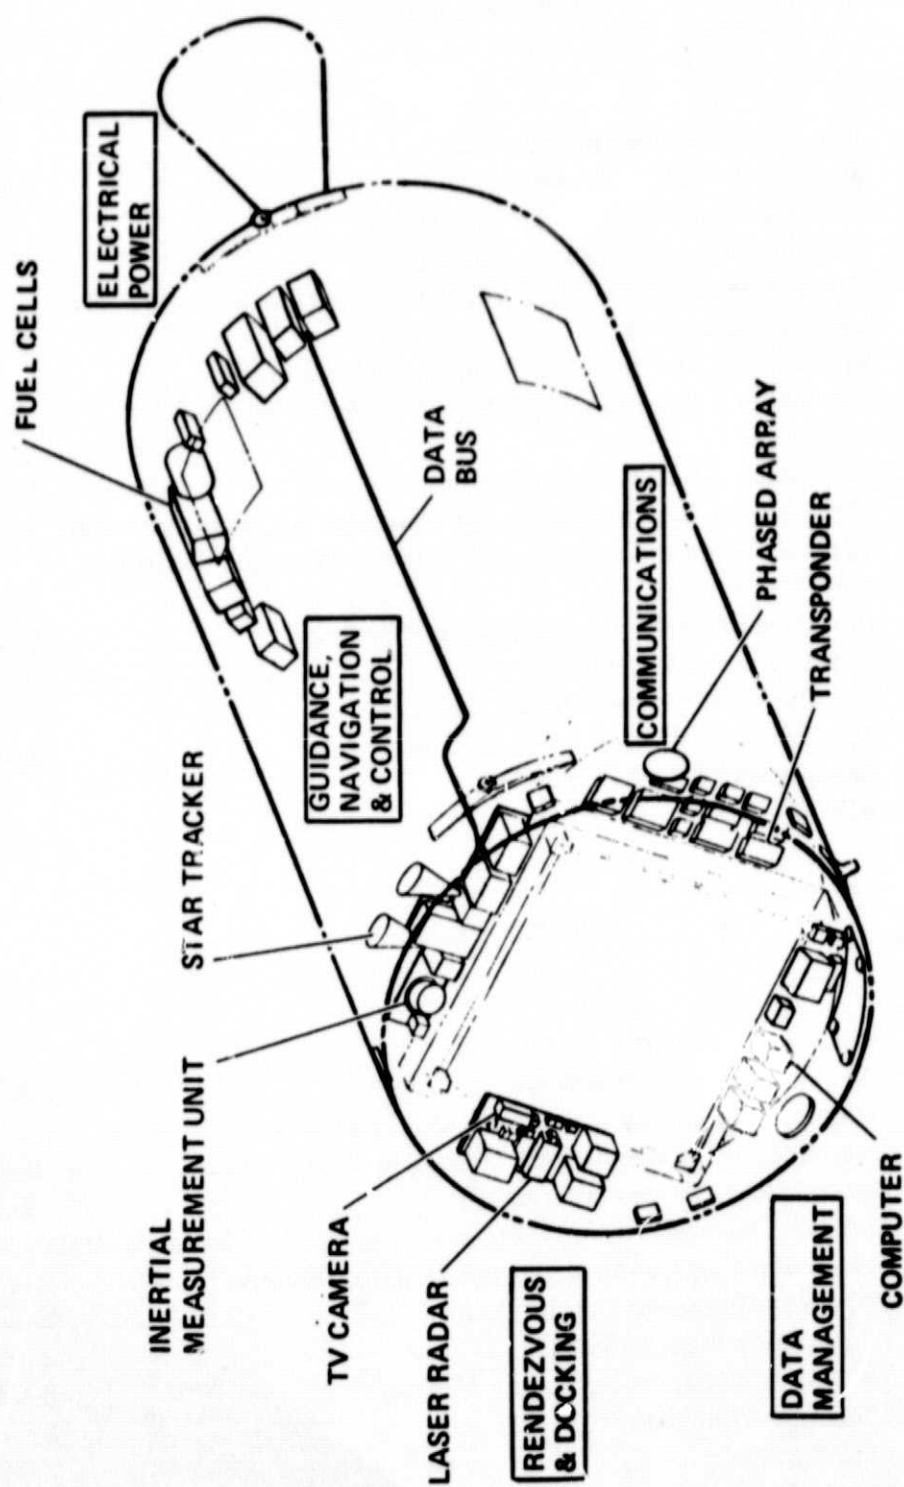 FUEL CELLS
ELECTRICAL
POWER
STAR TRACKER
GUIDANCE,
NAVIGATION
& CONTROL
DATA
BUS
INERTIAL
MEASUREMENT UNIT
TV CAMERA
LASER RADAR
RENDEZVOUS
& DOCKING
COMMUNICATIONS
PHASED ARRAY
TRANSPONDER
DATA
MANAGEMENT
COMPUTER